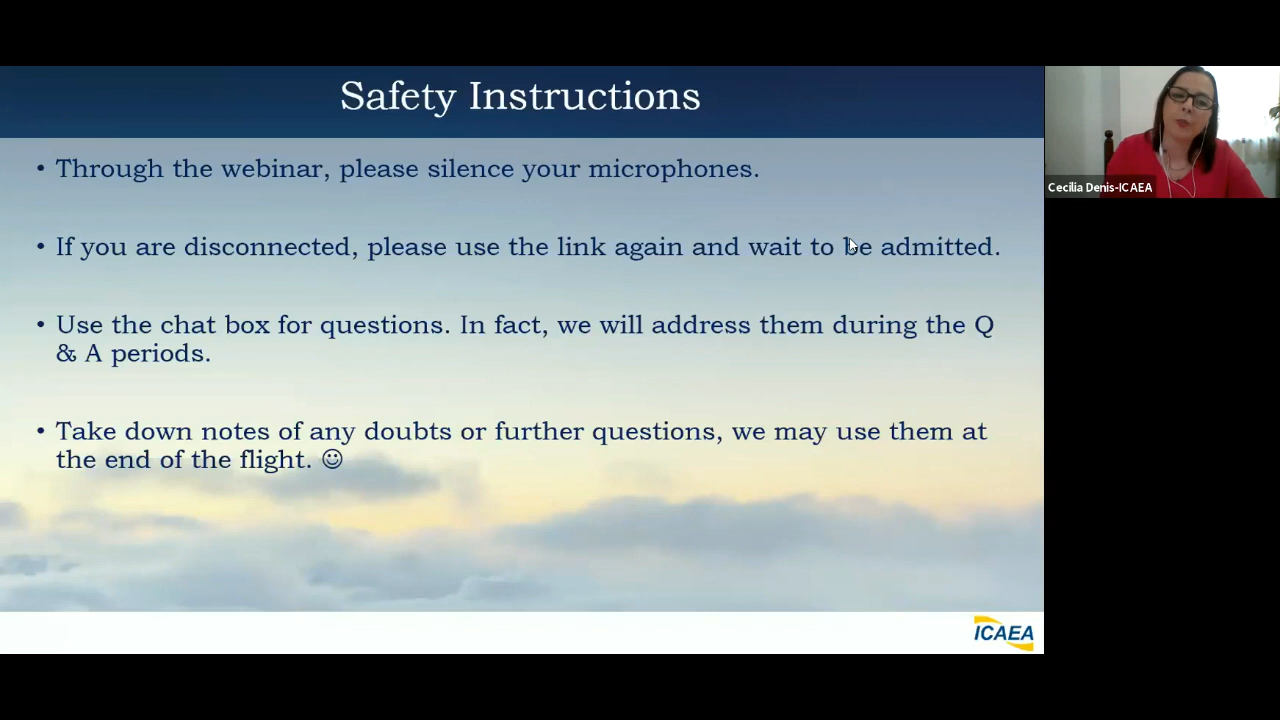 Safety Instructions
• Through the webinar, please silence your microphones.
• If you are disconnected, please use the link again and wait to be admitted.
• Use the chat box for questions. In fact, we will address them during the Q
& A periods.
• Take down notes of any doubts or further questions, we may use them at
the end of the flight. ☺
Cecilia Denis-ICAEA
ICAEA